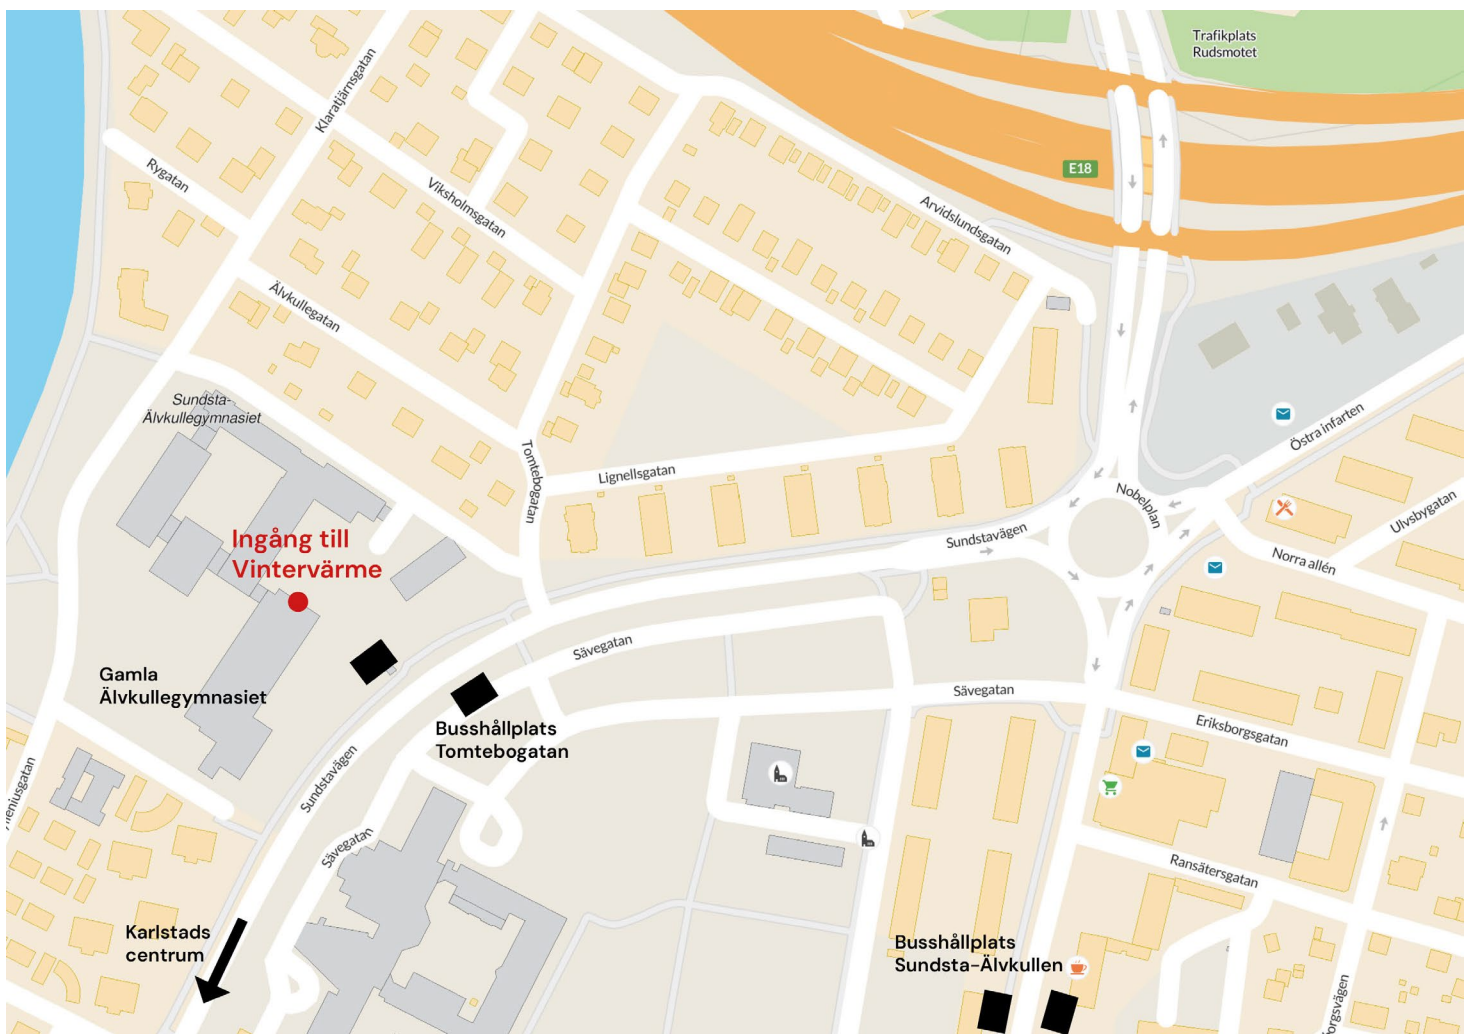 Trafikplats
Rudsmotet
Klaratjärnsgatan
Rygatan
Viksholmsgatan
E18
Arvidslundsgatan
Älvkullegatan
Sundsta-
Älvkullegymnasiet
Tomtebogatan
Lignellsgatan
Nobelplan
Östra infarten
Ulvsbygatan
Norra allén
Sundstavägen
Ingång till
Vintervärme
Sävegatan
Gamla
Älvkullegymnasiet
Busshållplats
Tomtebogatan
Sävegatan
Eriksborgsgatan
Sundstavägen
Sävegatan
Ransätersgatan
Karlstads
centrum
Busshållplats
Sundsta-Älvkullen